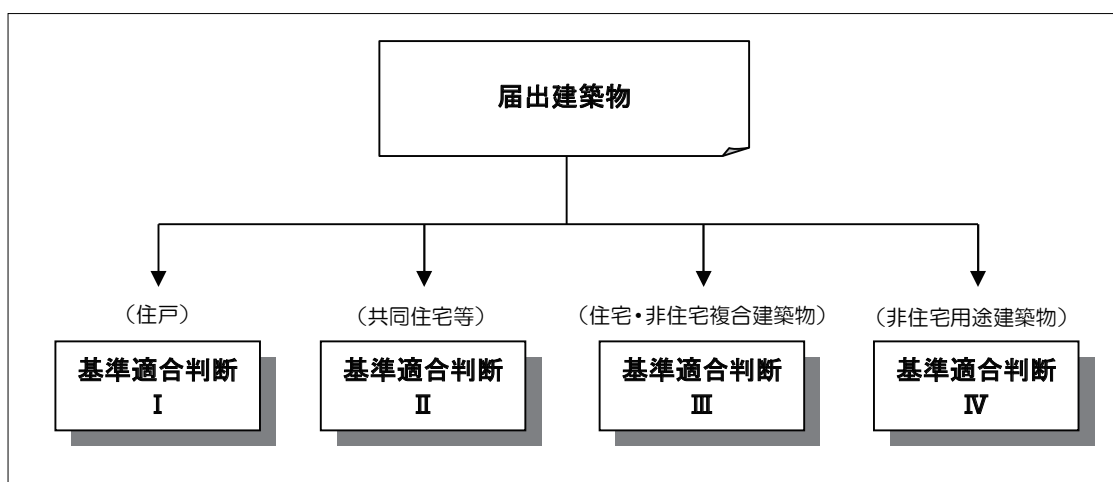 届出建築物
（住戸）
（共同住宅等）
（住宅・非住宅複合建築物）
（非住宅用途建築物）
基準適合判断
Ⅰ
基準適合判断
Ⅱ
基準適合判断
Ⅲ
基準適合判断
Ⅳ